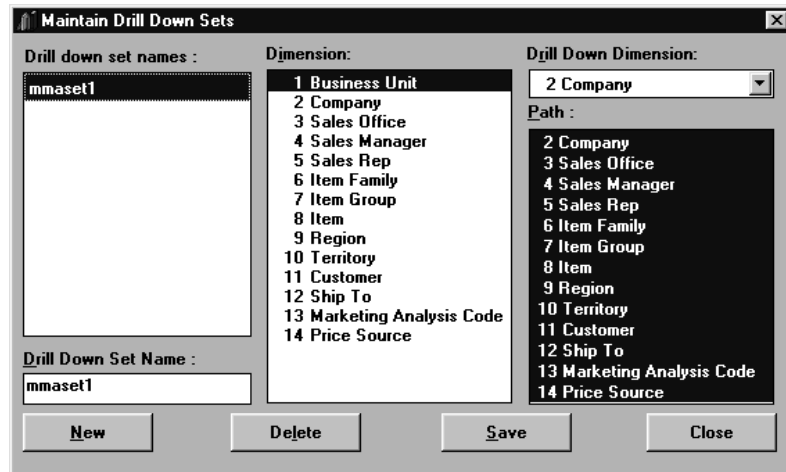 Maintain Drill Down Sets
Drill down set names :
mmaset1
Drill Down Set Name :
mmaset1
Dimension:
1 Business Unit
2 Company
3 Sales Office
4 Sales Manager
5 Sales Rep
6 Item Family
7 Item Group
8 Item
9 Region
10 Territory
11 Customer
12 Ship To
13 Marketing Analysis Code
14 Price Source
Drill Down Dimension:
2 Company
Path :
2 Company
3 Sales Office
4 Sales Manager
5 Sales Rep
6 Item Family
7 Item Group
8 Item
9 Region
10 Territory
11 Customer
12 Ship To
13 Marketing Analysis Code
14 Price Source
New
Delete
Save
Close